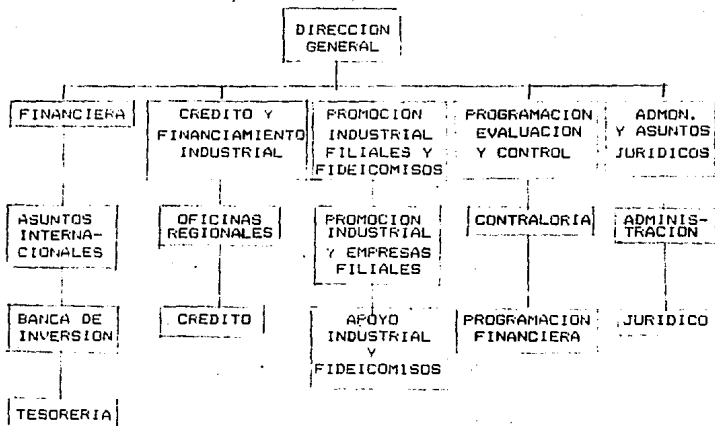 DIRECCION
GENERAL
FINANCIERA
CREDITO Y
FINANCIAMIENTO
INDUSTRIAL
PROMOCION
INDUSTRIAL
FILIALES Y
FIDEICOMISOS
PROGRAMACION
EVALUACION
Y CONTROL
ADMON.
Y ASUNTOS
JURIDICOS
ASUNTOS
INTERNA-
CIONALES
OFICINAS
REGIONALES
PROMOCION
INDUSTRIAL
Y EMPRESAS
FILIALES
CONTRALORIA
ADMINIS-
TRACION
BANCA DE
INVERSION
CREDITO
APOYO
INDUSTRIAL
Y
FIDEICOMISOS
PROGRAMACION
FINANCIERA
JURIDICO
TESORERIA